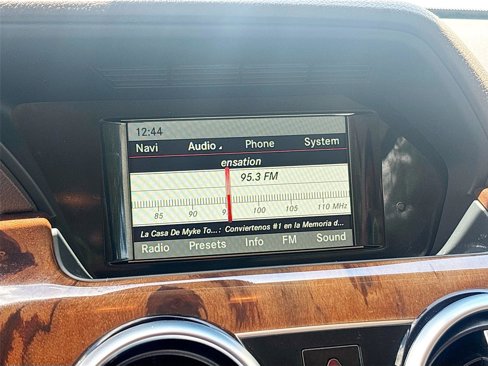 12:44
Navi Audio Phone System
ensation
95.3 FM
85 90 9 100 105 110 MHz
La Casa De Myke To...: Conviertenos #1 en la Memoria d...
Radio Presets Info FM Sound